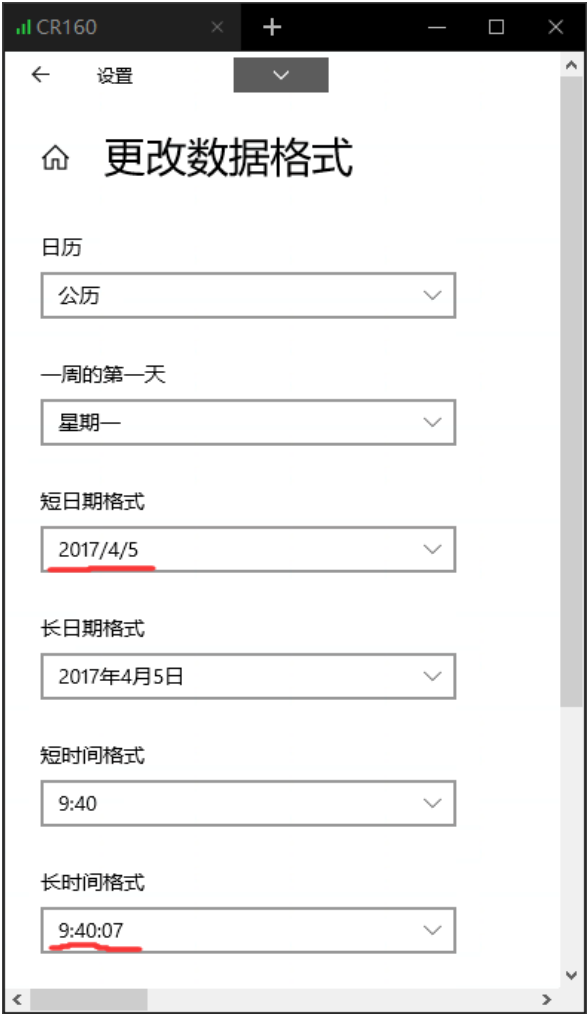 CR160
设置
更改数据格式
日历
公历
一周的第一天
星期一
短日期格式
2017/4/5
长日期格式
2017年4月5日
短时间格式
9:40
长时间格式
9:40:07